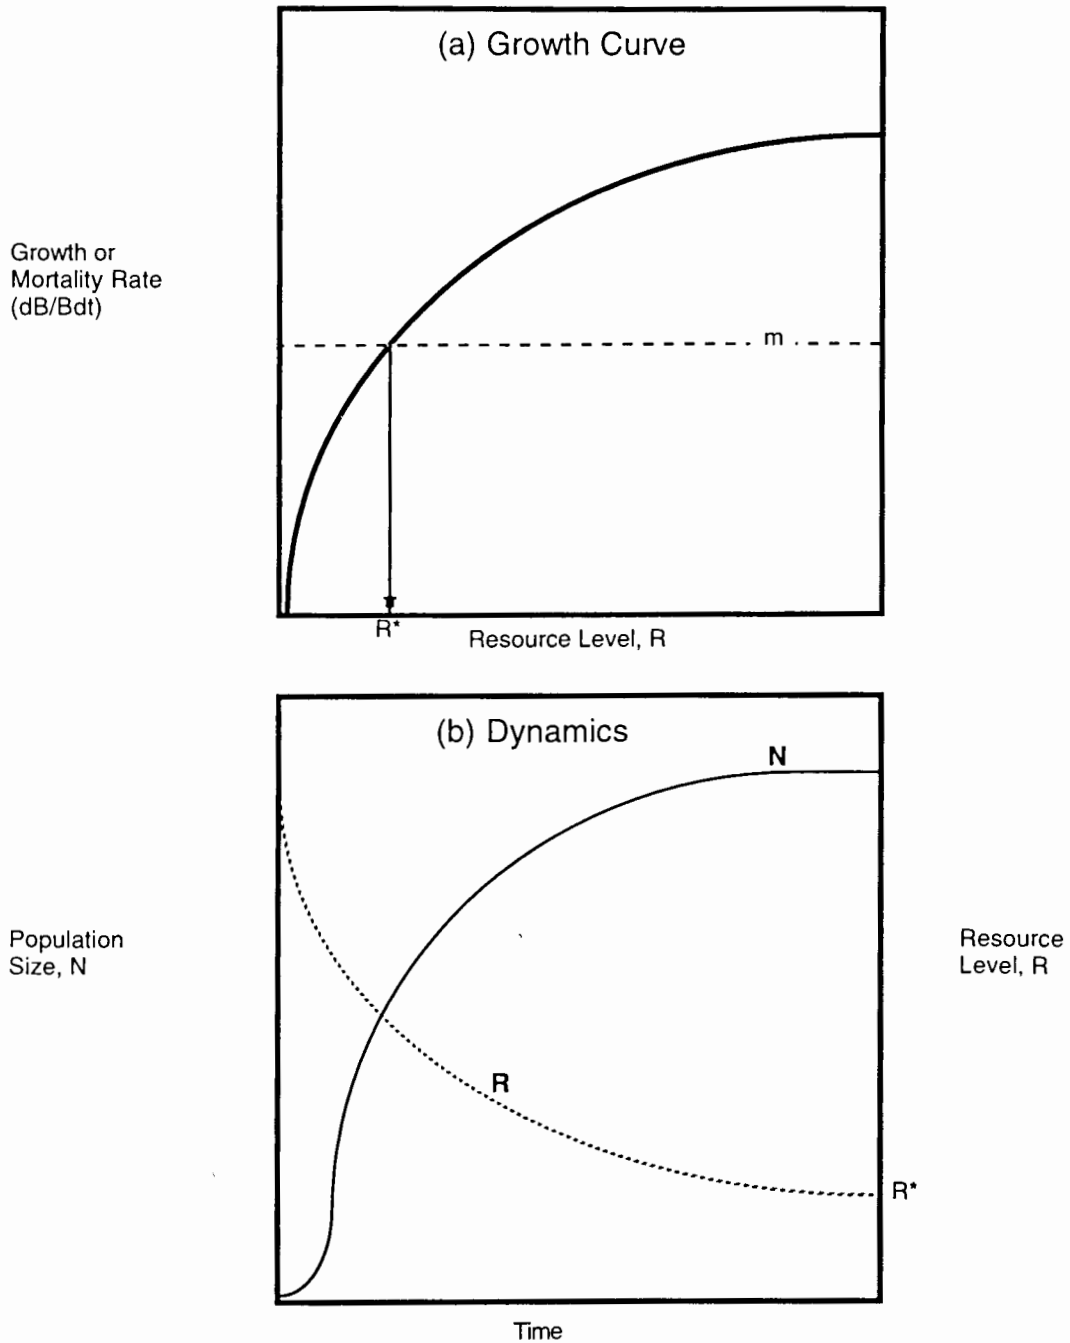 (a) Growth Curve
Growth or
Mortality Rate
(dB/Bdt)
m
R*
Resource Level, R
(b) Dynamics
N
Population
Size, N
R
Resource
Level, R
R*
Time